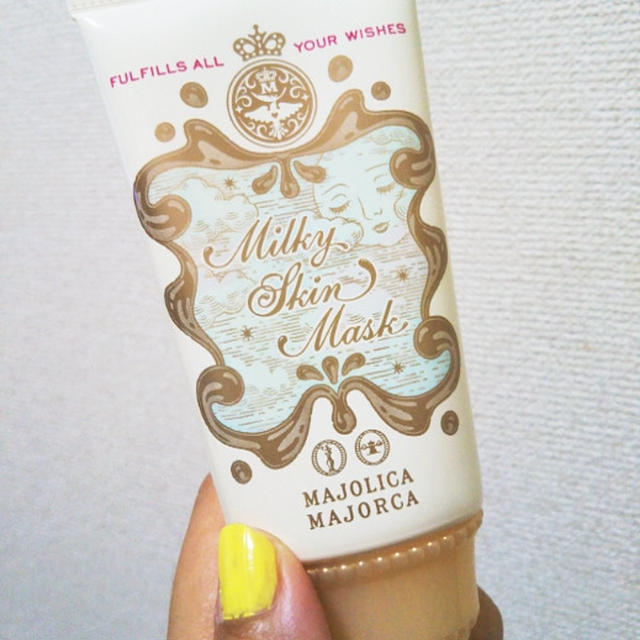 FULFILLS ALL YOUR WISHES
M
Milky
Skin
Mask
MAJOLICA
MAJORCA